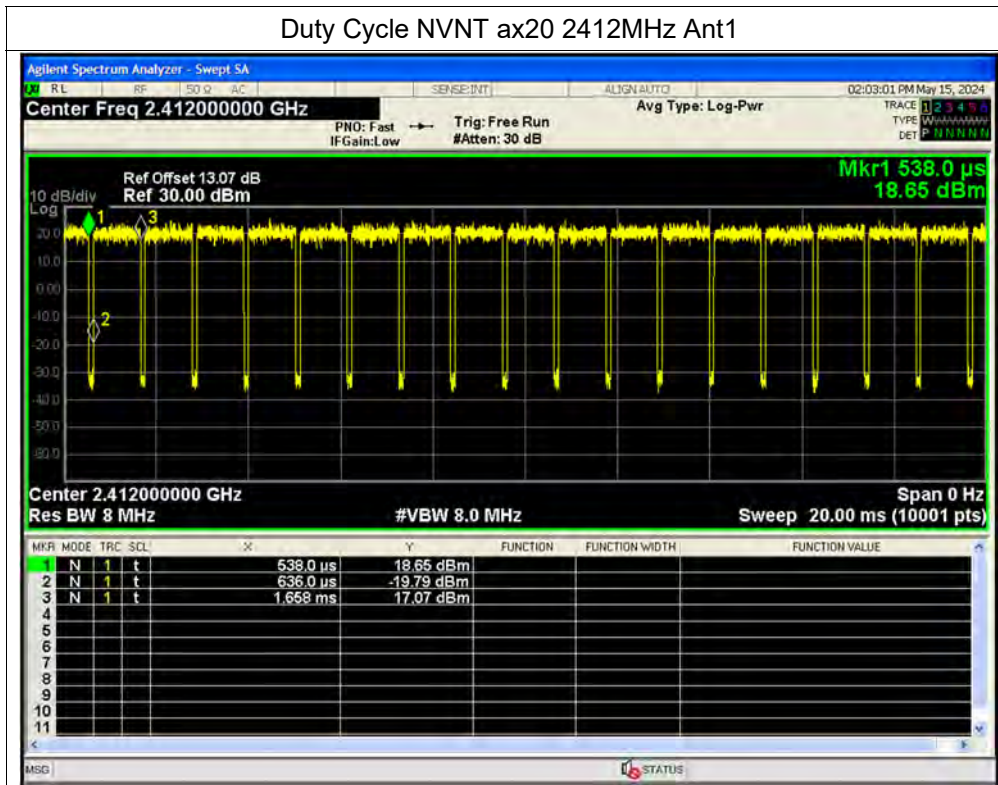 Duty Cycle NVNT ax20 2412MHz Ant1
Agilent Spectrum Analyzer - Swept SA
RL RF 50 Ω AC SENSE:INT ALIGN AUTO 02:03:01 PM May 15, 2024
Center Freq 2.412000000 GHz Avg Type: Log-Pwr TRACE 1 2 3 4 5 6
PNO: Fast Trig: Free Run TYPE W
IFGain:Low #Atten: 30 dB DET P N N N N N
Mkr1 538.0 µs
18.65 dBm
Ref Offset 13.07 dB
10 dB/div Ref 30.00 dBm
Log
1 3
20.0
10.0
0.00
-10.0
2
-20.0
-30.0
-40.0
-50.0
-60.0
Center 2.412000000 GHz Span 0 Hz
Res BW 8 MHz #VBW 8.0 MHz Sweep 20.00 ms (10001 pts)
MKR MODE TRC SCL X Y FUNCTION FUNCTION WIDTH FUNCTION VALUE
1 N 1 t 538.0 µs 18.65 dBm
2 N 1 t 636.0 µs -19.79 dBm
3 N 1 t 1.658 ms 17.07 dBm
4
5
6
7
8
9
10
11
MSG STATUS